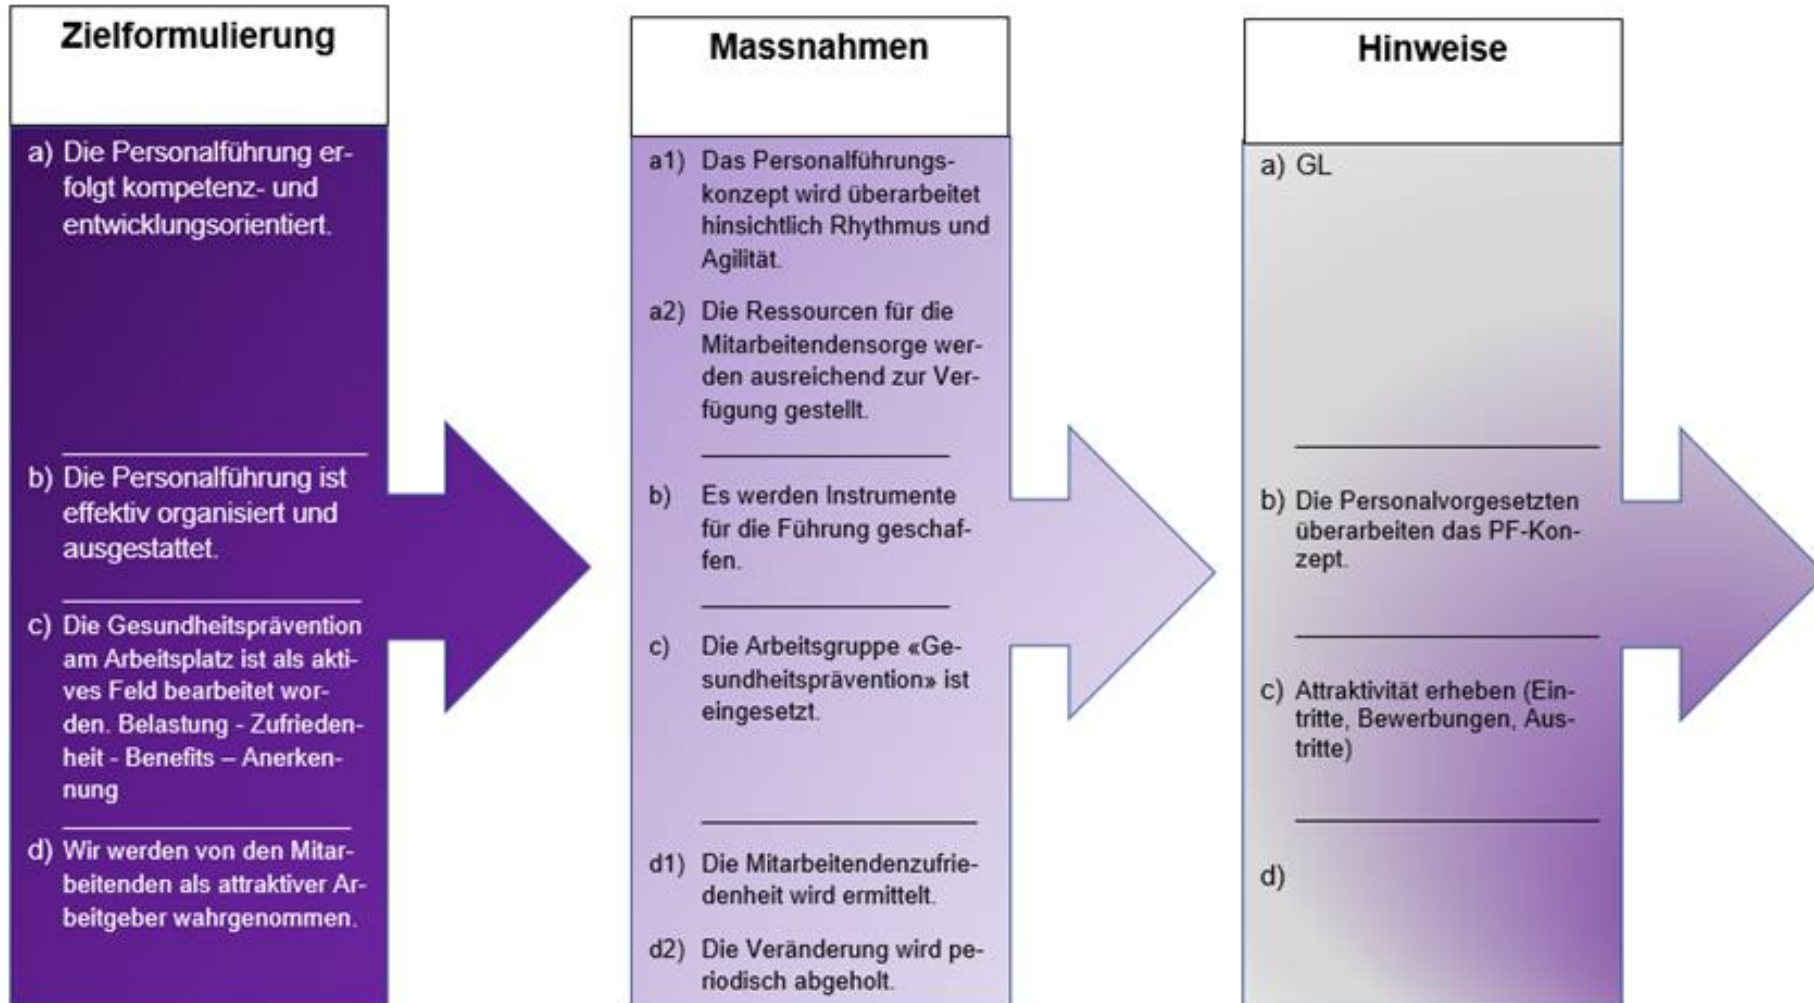 Zielformulierung
a) Die Personalführung er-
folgt kompetenz- und
entwicklungsorientiert.
b) Die Personalführung ist
effektiv organisiert und
ausgestattet.
c) Die Gesundheitsprävention
am Arbeitsplatz ist als akti-
ves Feld bearbeitet wor-
den. Belastung - Zufrieden-
heit - Benefits – Anerken-
nung
d) Wir werden von den Mitar-
beitenden als attraktiver Ar-
beitgeber wahrgenommen.
Massnahmen
a1) Das Personalführungs-
konzept wird überarbeitet
hinsichtlich Rhythmus und
Agilität.
a2) Die Ressourcen für die
Mitarbeitendensorge wer-
den ausreichend zur Ver-
fügung gestellt.
b) Es werden Instrumente
für die Führung geschaf-
fen.
c) Die Arbeitsgruppe «Ge-
sundheitsprävention» ist
eingesetzt.
d1) Die Mitarbeitendenzufrie-
denheit wird ermittelt.
d2) Die Veränderung wird pe-
riodisch abgeholt.
Hinweise
a) GL
b) Die Personalvorgesetzten
überarbeiten das PF-Kon-
zept.
c) Attraktivität erheben (Ein-
tritte, Bewerbungen, Aus-
tritte)
d)